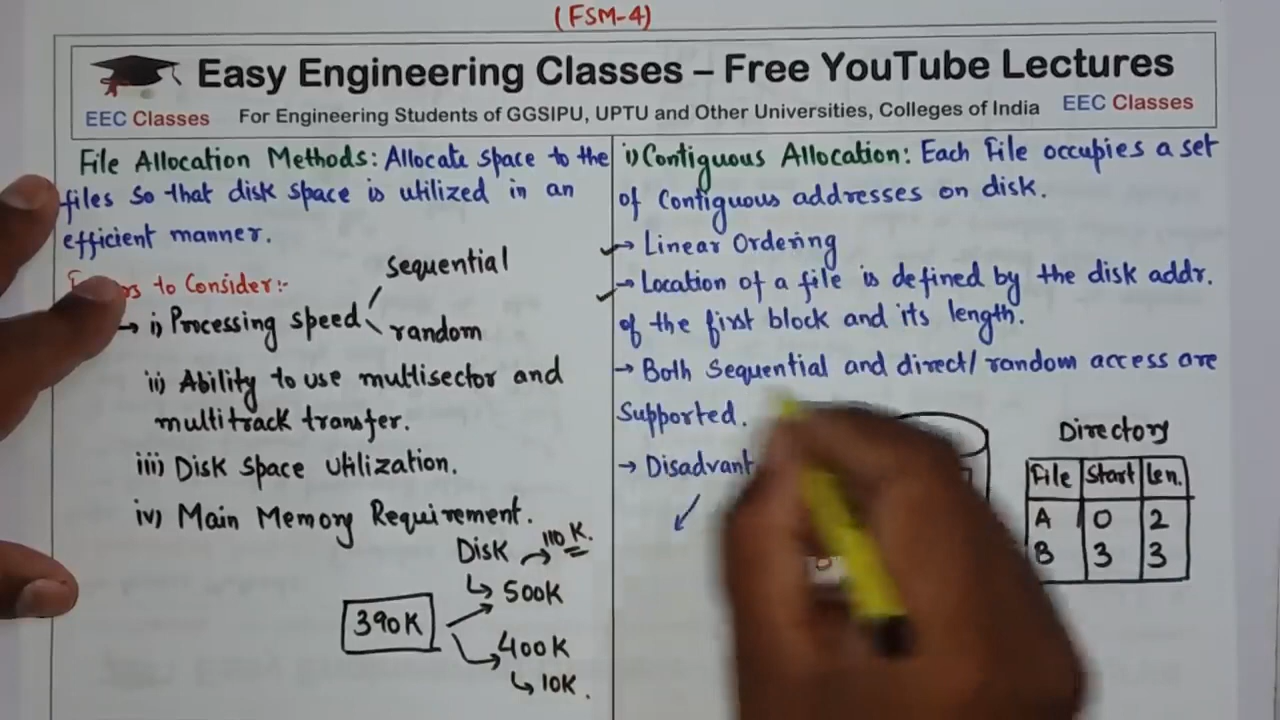 (FSM-4)
Easy Engineering Classes – Free YouTube Lectures
EEC Classes For Engineering Students of GGSIPU, UPTU and Other Universities, Colleges of India EEC Classes
File Allocation Methods: Allocate space to the
files so that disk space is utilized in an
efficient manner.
to Consider:-
→ i) Processing speed
sequential
random
ii) Ability to use multisector and
multitrack transfer.
iii) Disk Space Utilization.
iv) Main Memory Requirement.
Disk → 110 K.
↳ 500K
390K
400K
↳ 10K.
i) Contiguous Allocation: Each File occupies a set
of Contiguous addresses on disk.
→ Linear Ordering
→ Location of a file is defined by the disk addr.
of the first block and its length.
→ Both Sequential and direct/random access are
Supported.
→
Directory
File Start Len.
A 0 2
B 3 3